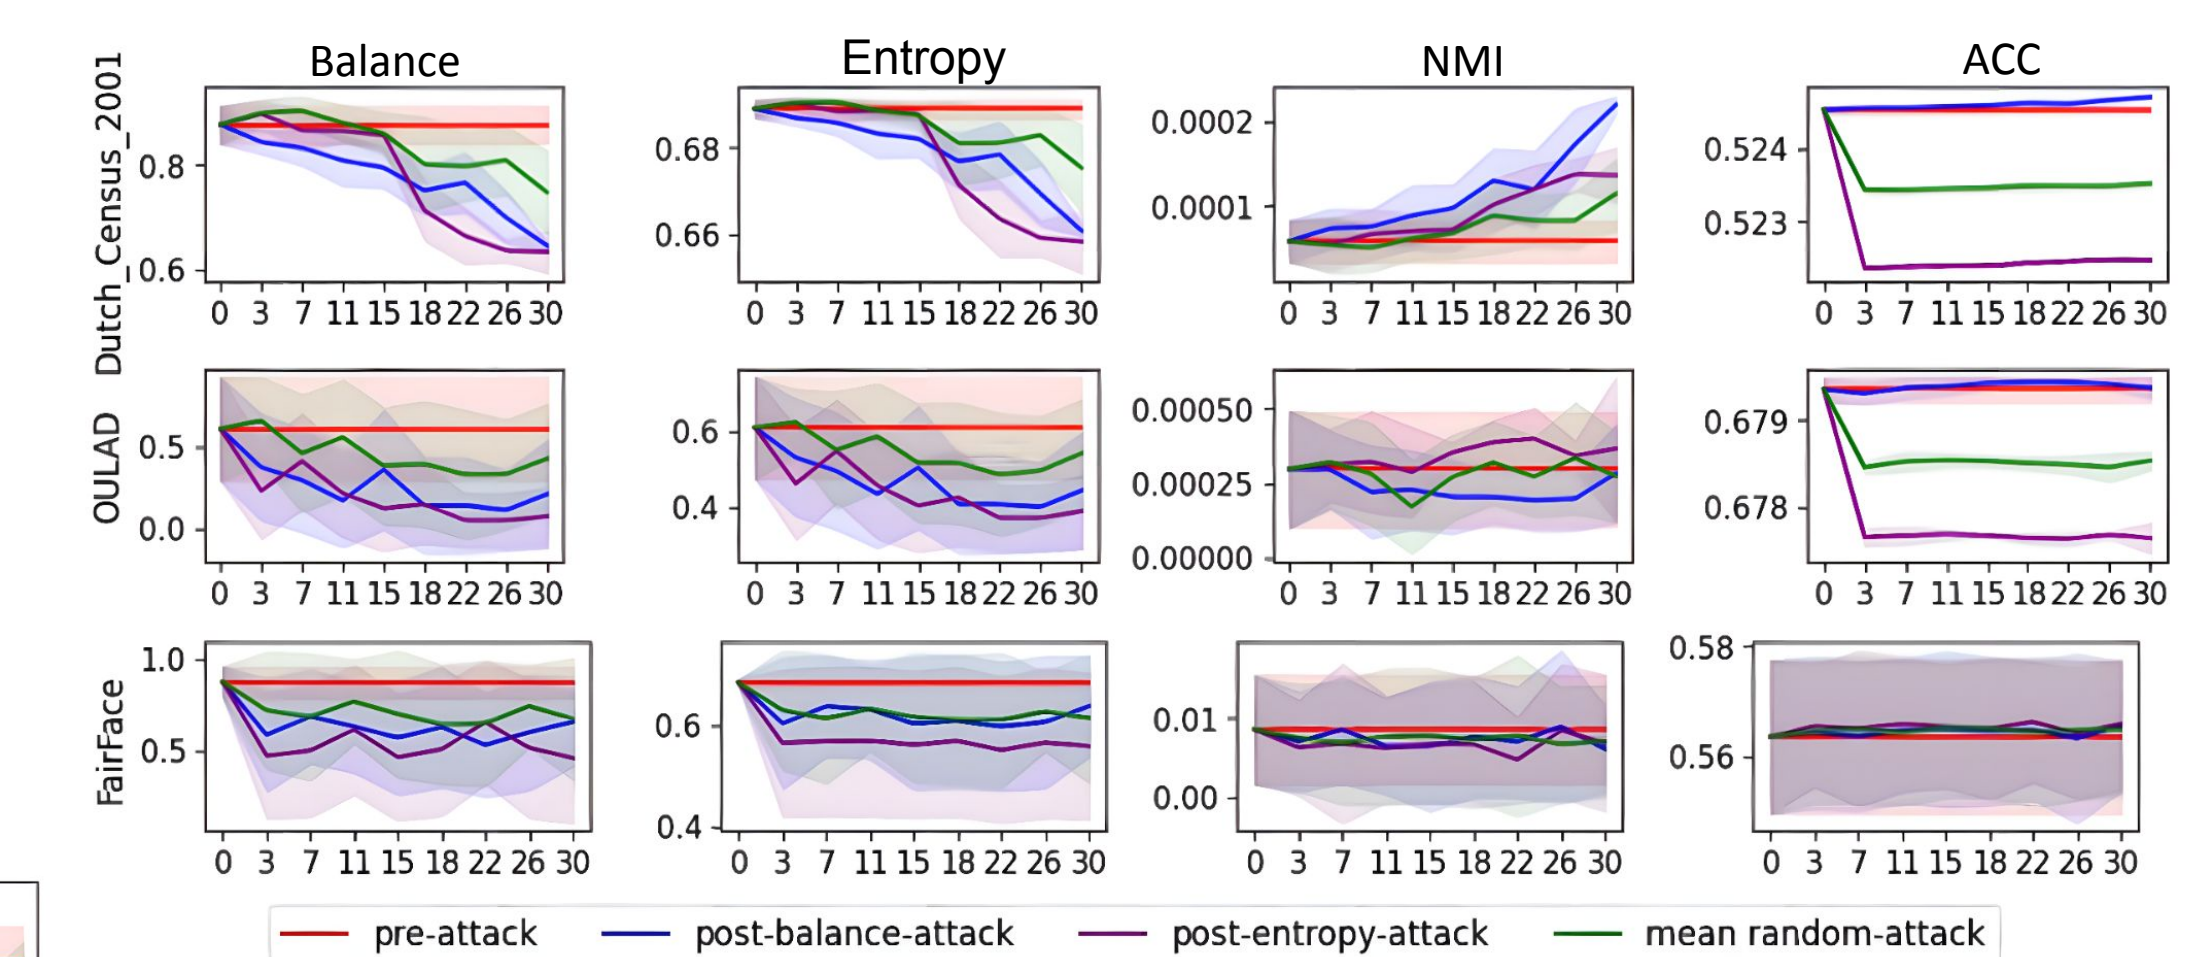 Balance Entropy NMI ACC
Dutch_Census_2001
0.8
0.6
0 3 7 11 15 18 22 26 30
0.68
0.66
0 3 7 11 15 18 22 26 30
0.0002
0.0001
0 3 7 11 15 18 22 26 30
0.524
0.523
0 3 7 11 15 18 22 26 30
OULAD
0.5
0.0
0 3 7 11 15 18 22 26 30
0.6
0.4
0 3 7 11 15 18 22 26 30
0.00050
0.00025
0.00000
0 3 7 11 15 18 22 26 30
0.679
0.678
0 3 7 11 15 18 22 26 30
FairFace
1.0
0.5
0 3 7 11 15 18 22 26 30
0.6
0.4
0 3 7 11 15 18 22 26 30
0.01
0.00
0 3 7 11 15 18 22 26 30
0.58
0.56
0 3 7 11 15 18 22 26 30
pre-attack post-balance-attack post-entropy-attack mean random-attack